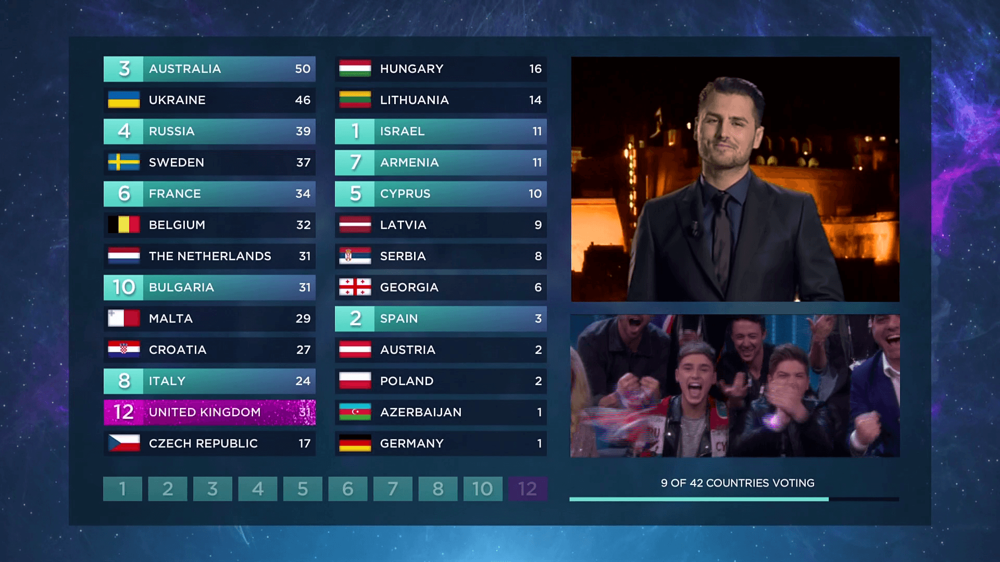 3 AUSTRALIA 50
UKRAINE 46
4 RUSSIA 39
SWEDEN 37
6 FRANCE 34
BELGIUM 32
THE NETHERLANDS 31
10 BULGARIA 31
MALTA 29
CROATIA 27
8 ITALY 24
12 UNITED KINGDOM 31
CZECH REPUBLIC 17
HUNGARY 16
LITHUANIA 14
1 ISRAEL 11
7 ARMENIA 11
5 CYPRUS 10
LATVIA 9
SERBIA 8
GEORGIA 6
2 SPAIN 3
AUSTRIA 2
POLAND 2
AZERBAIJAN 1
GERMANY 1
1 2 3 4 5 6 7 8 10 12
9 OF 42 COUNTRIES VOTING